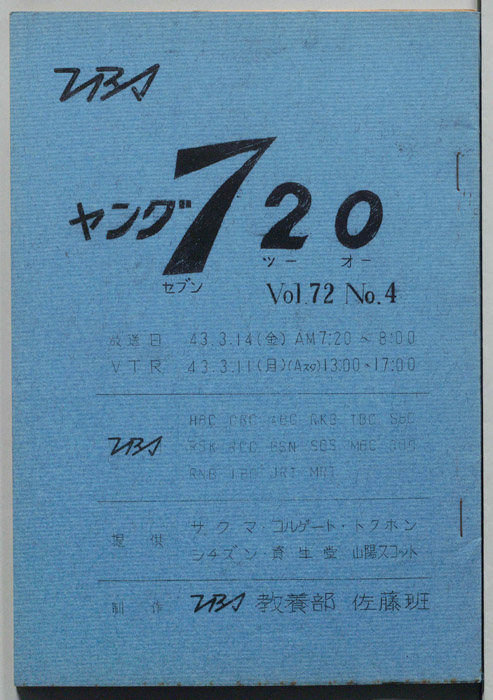 TBS
ヤング720
セブン ツー オー
Vol.72 No.4
放送日 43.3.14(金) AM7:20~8:00
VTR 43.3.11(月)(Aスタ)13:00~17:00
HBC CBC ABC RKB TBC SBC
TBS RSK RCC BSN SBS MBC
RNB JRT MRT
提供 サクマ・コルゲート・トクホン
シチズン・資生堂 山陽スコット
制作 TBS 教養部 佐藤班